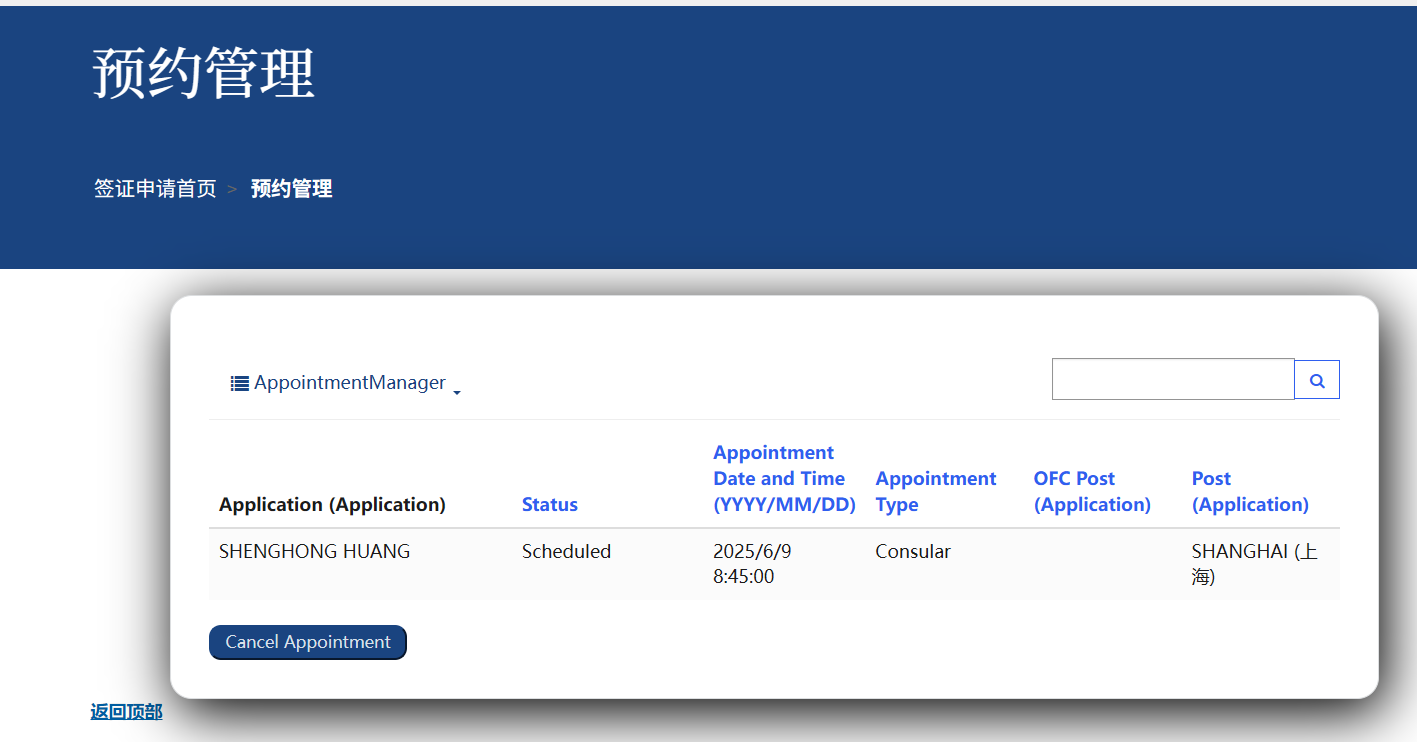 预约管理
签证申请首页 > 预约管理
AppointmentManager
Application (Application)
Status
Appointment
Date and Time
(YYYY/MM/DD)
Appointment
Type
OFC Post
(Application)
Post
(Application)
SHENGHONG HUANG
Scheduled
2025/6/9
8:45:00
Consular
SHANGHAI (上
海)
Cancel Appointment
返回顶部